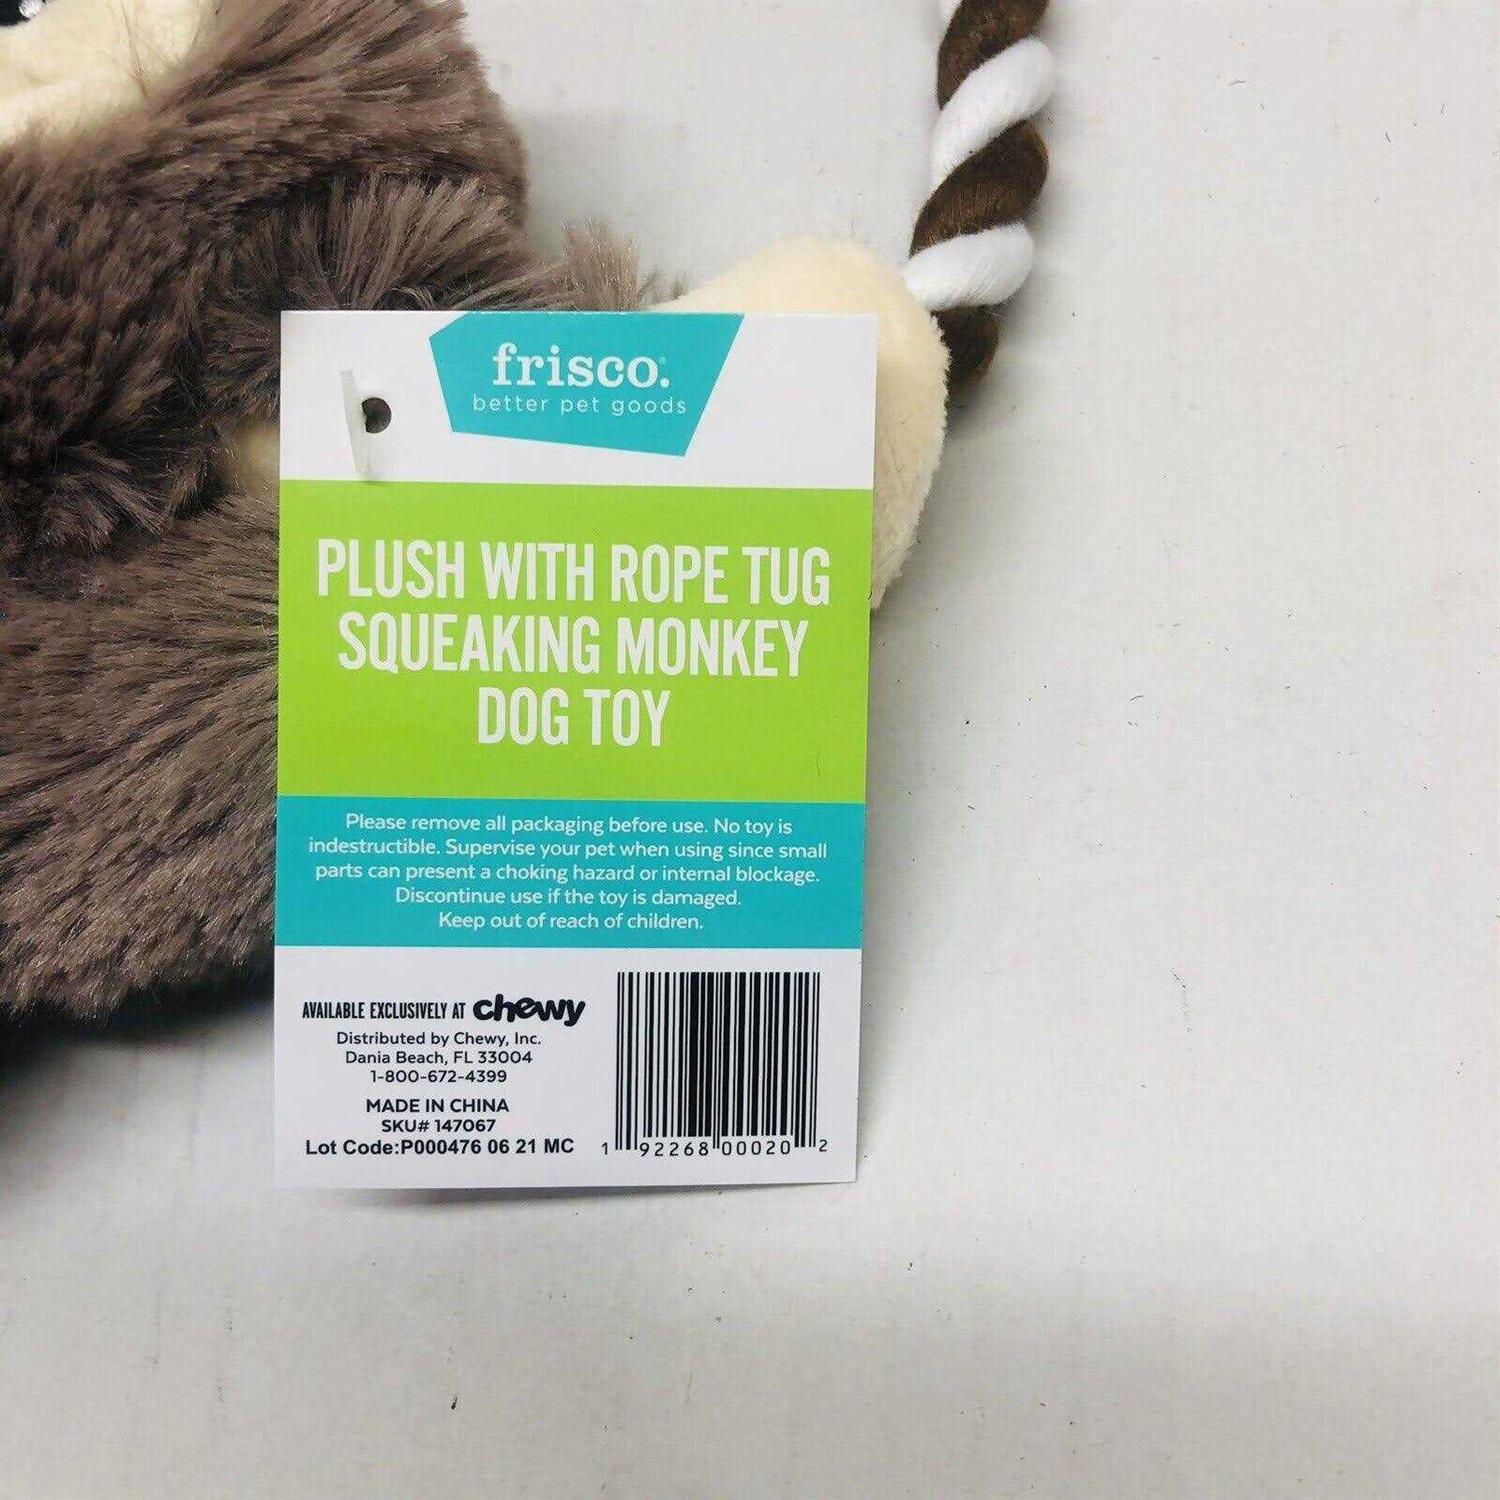 frisco.
better pet goods
PLUSH WITH ROPE TUG
SQUEAKING MONKEY
DOG TOY
Please remove all packaging before use. No toy is
indestructible. Supervise your pet when using since small
parts can present a choking hazard or internal blockage.
Discontinue use if the toy is damaged.
Keep out of reach of children.
AVAILABLE EXCLUSIVELY AT chewy
Distributed by Chewy, Inc.
Dania Beach, FL 33004
1-800-672-4399
MADE IN CHINA
SKU# 147067
Lot Code:P000476 06 21 MC
1 92268 00020 2